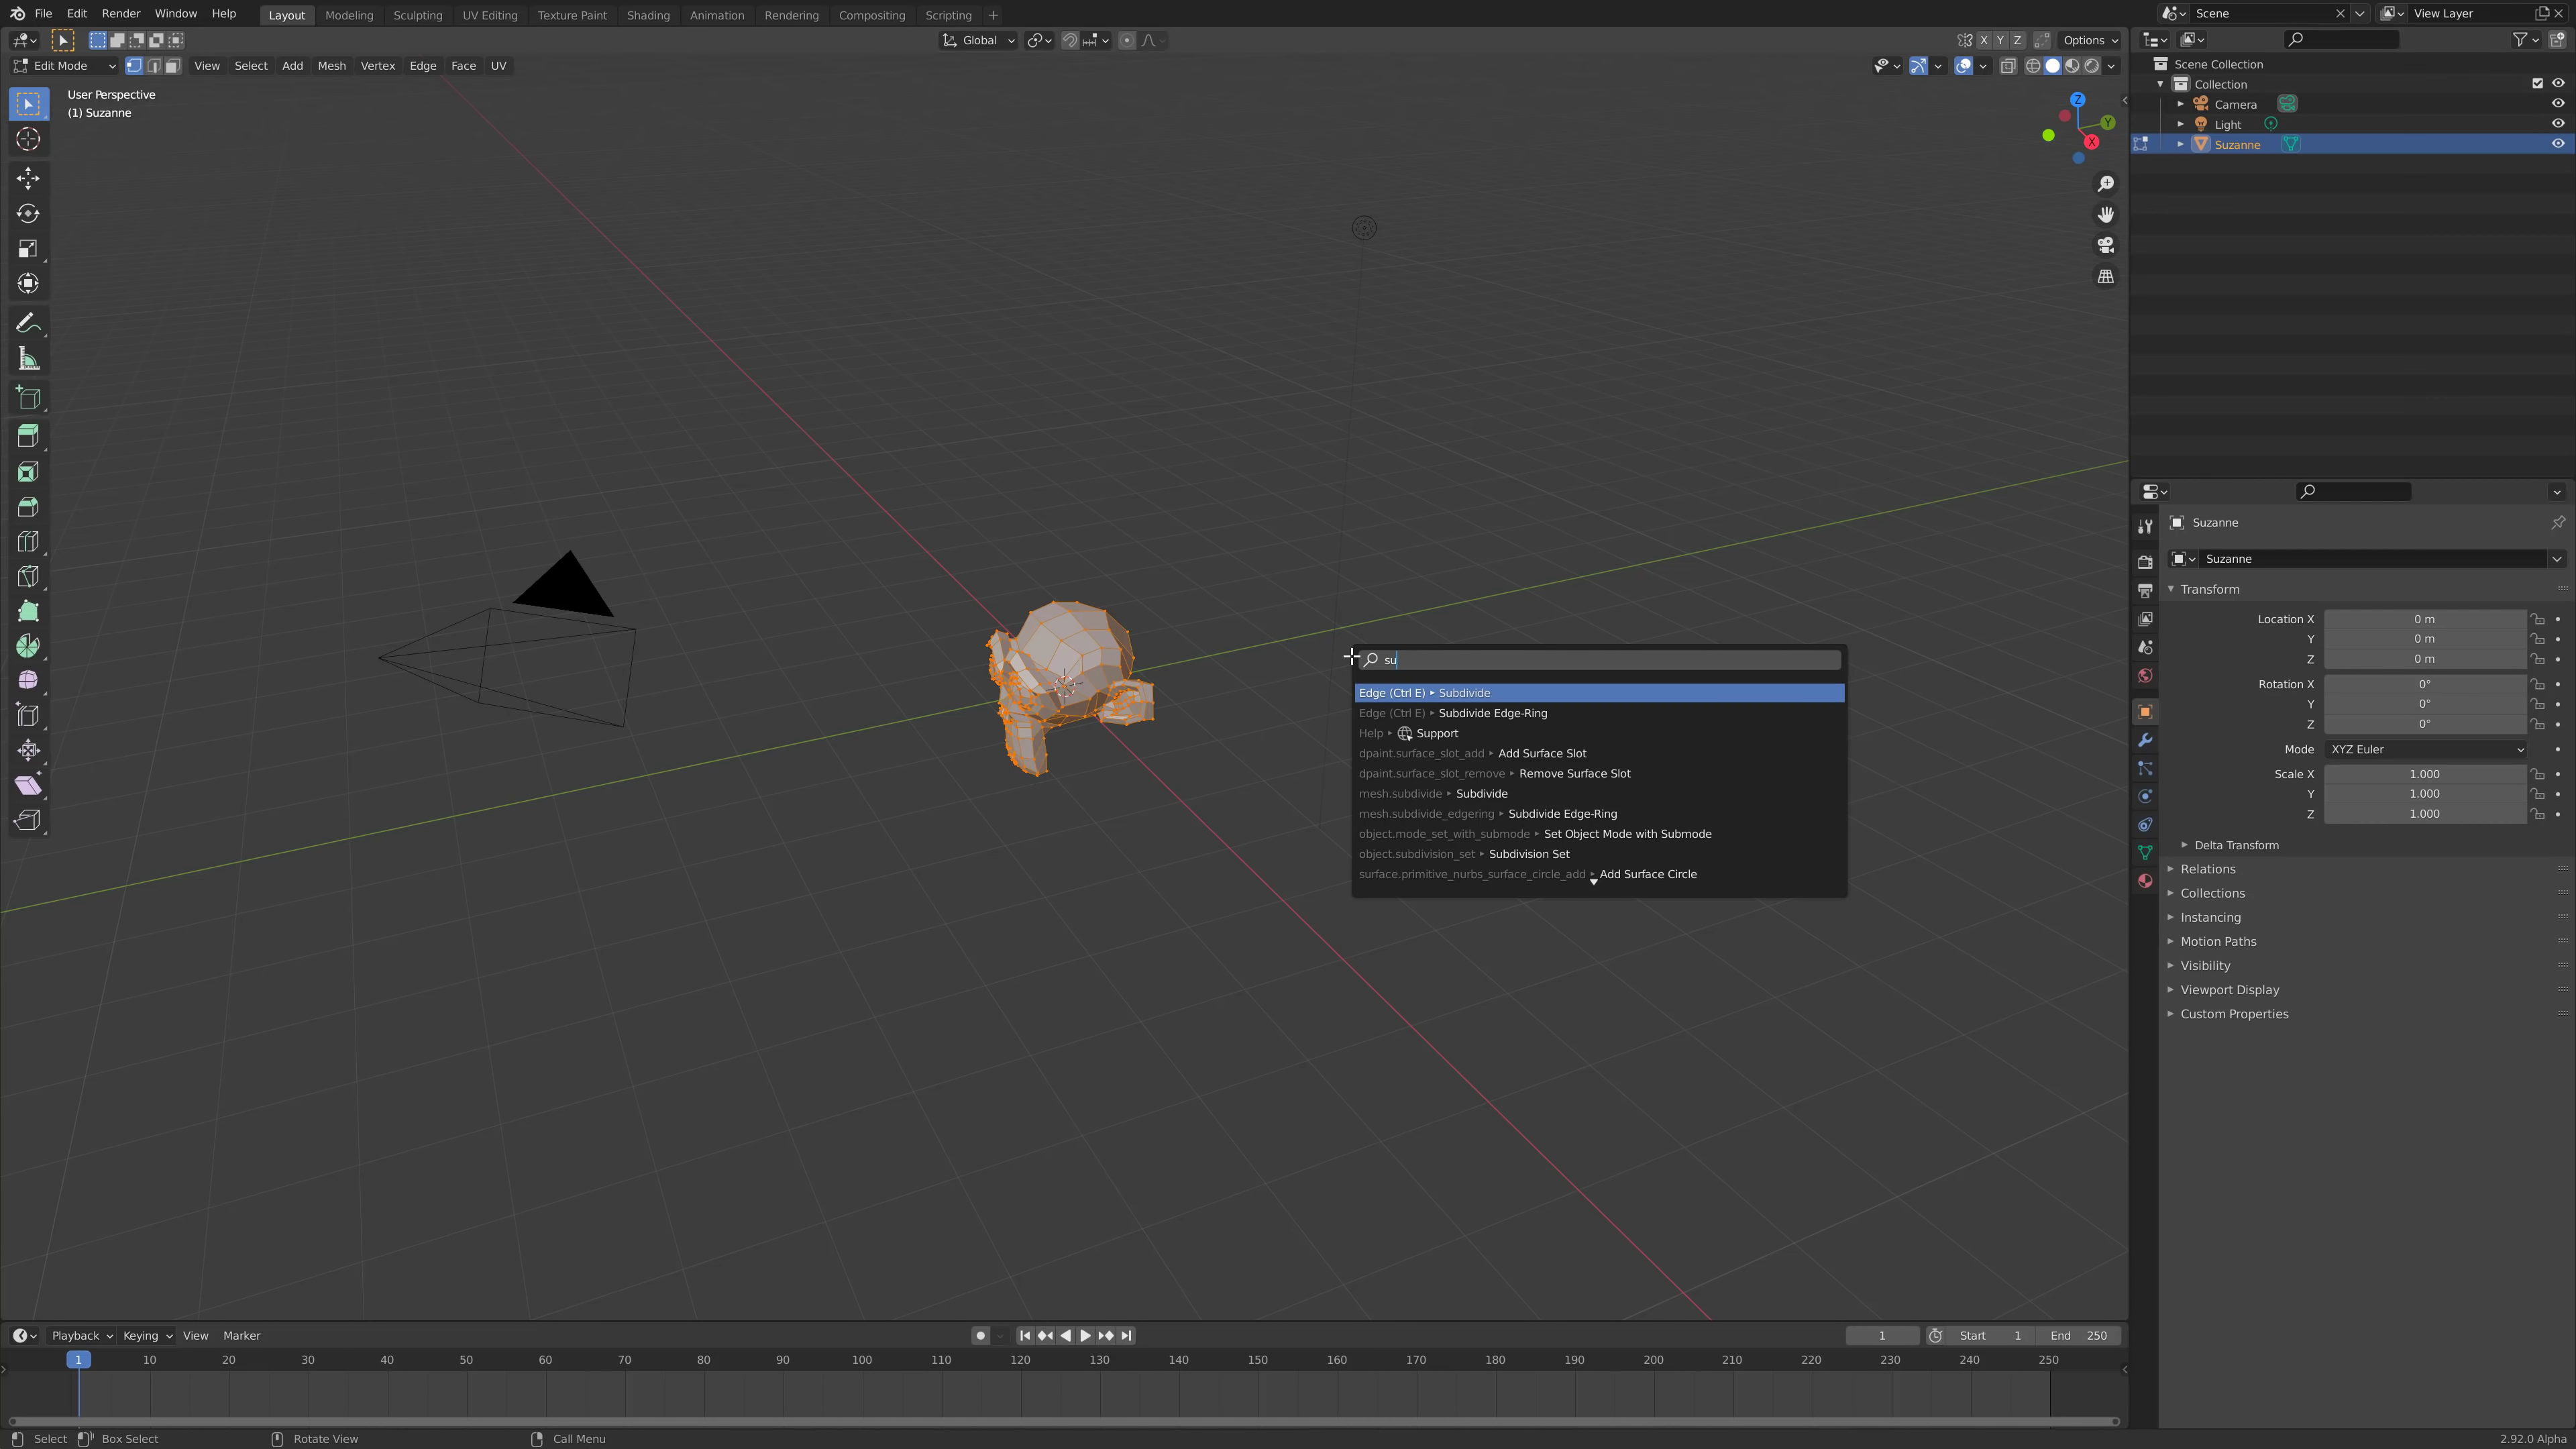 File Edit Render Window Help Layout Modeling Sculpting UV Editing Texture Paint Shading Animation Rendering Compositing Scripting + Scene View Layer
Global X Y Z Options
Edit Mode View Select Add Mesh Vertex Edge Face UV
User Perspective
(1) Suzanne
Z
Y
X
Scene Collection
Collection
Camera
Light
Suzanne
su
Edge (Ctrl E) ▸ Subdivide
Edge (Ctrl E) ▸ Subdivide Edge-Ring
Help ▸ Support
dpaint.surface_slot_add ▸ Add Surface Slot
dpaint.surface_slot_remove ▸ Remove Surface Slot
mesh.subdivide ▸ Subdivide
mesh.subdivide_edgering ▸ Subdivide Edge-Ring
object.mode_set_with_submode ▸ Set Object Mode with Submode
object.subdivision_set ▸ Subdivision Set
surface.primitive_nurbs_surface_circle_add ▸ Add Surface Circle
Suzanne
Suzanne
Transform
Location X 0 m
Y 0 m
Z 0 m
Rotation X 0°
Y 0°
Z 0°
Mode XYZ Euler
Scale X 1.000
Y 1.000
Z 1.000
Delta Transform
Relations
Collections
Instancing
Motion Paths
Visibility
Viewport Display
Custom Properties
Playback Keying View Marker 1 Start 1 End 250
1 10 20 30 40 50 60 70 80 90 100 110 120 130 140 150 160 170 180 190 200 210 220 230 240 250
Select Box Select Rotate View Call Menu 2.92.0 Alpha